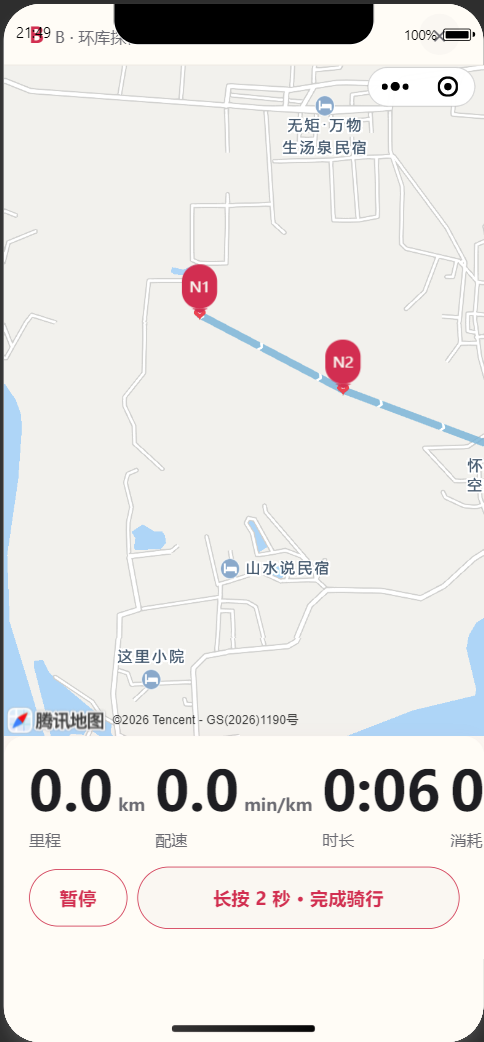 21:49
B
B · 环库探
100%
无矩·万物
生汤泉民宿
N1
N2
怀
空
山水说民宿
这里小院
腾讯地图 ©2026 Tencent - GS(2026)1190号
0.0 km 0.0 min/km 0:06 0
里程 配速 时长 消耗
暂停 长按 2 秒 · 完成骑行